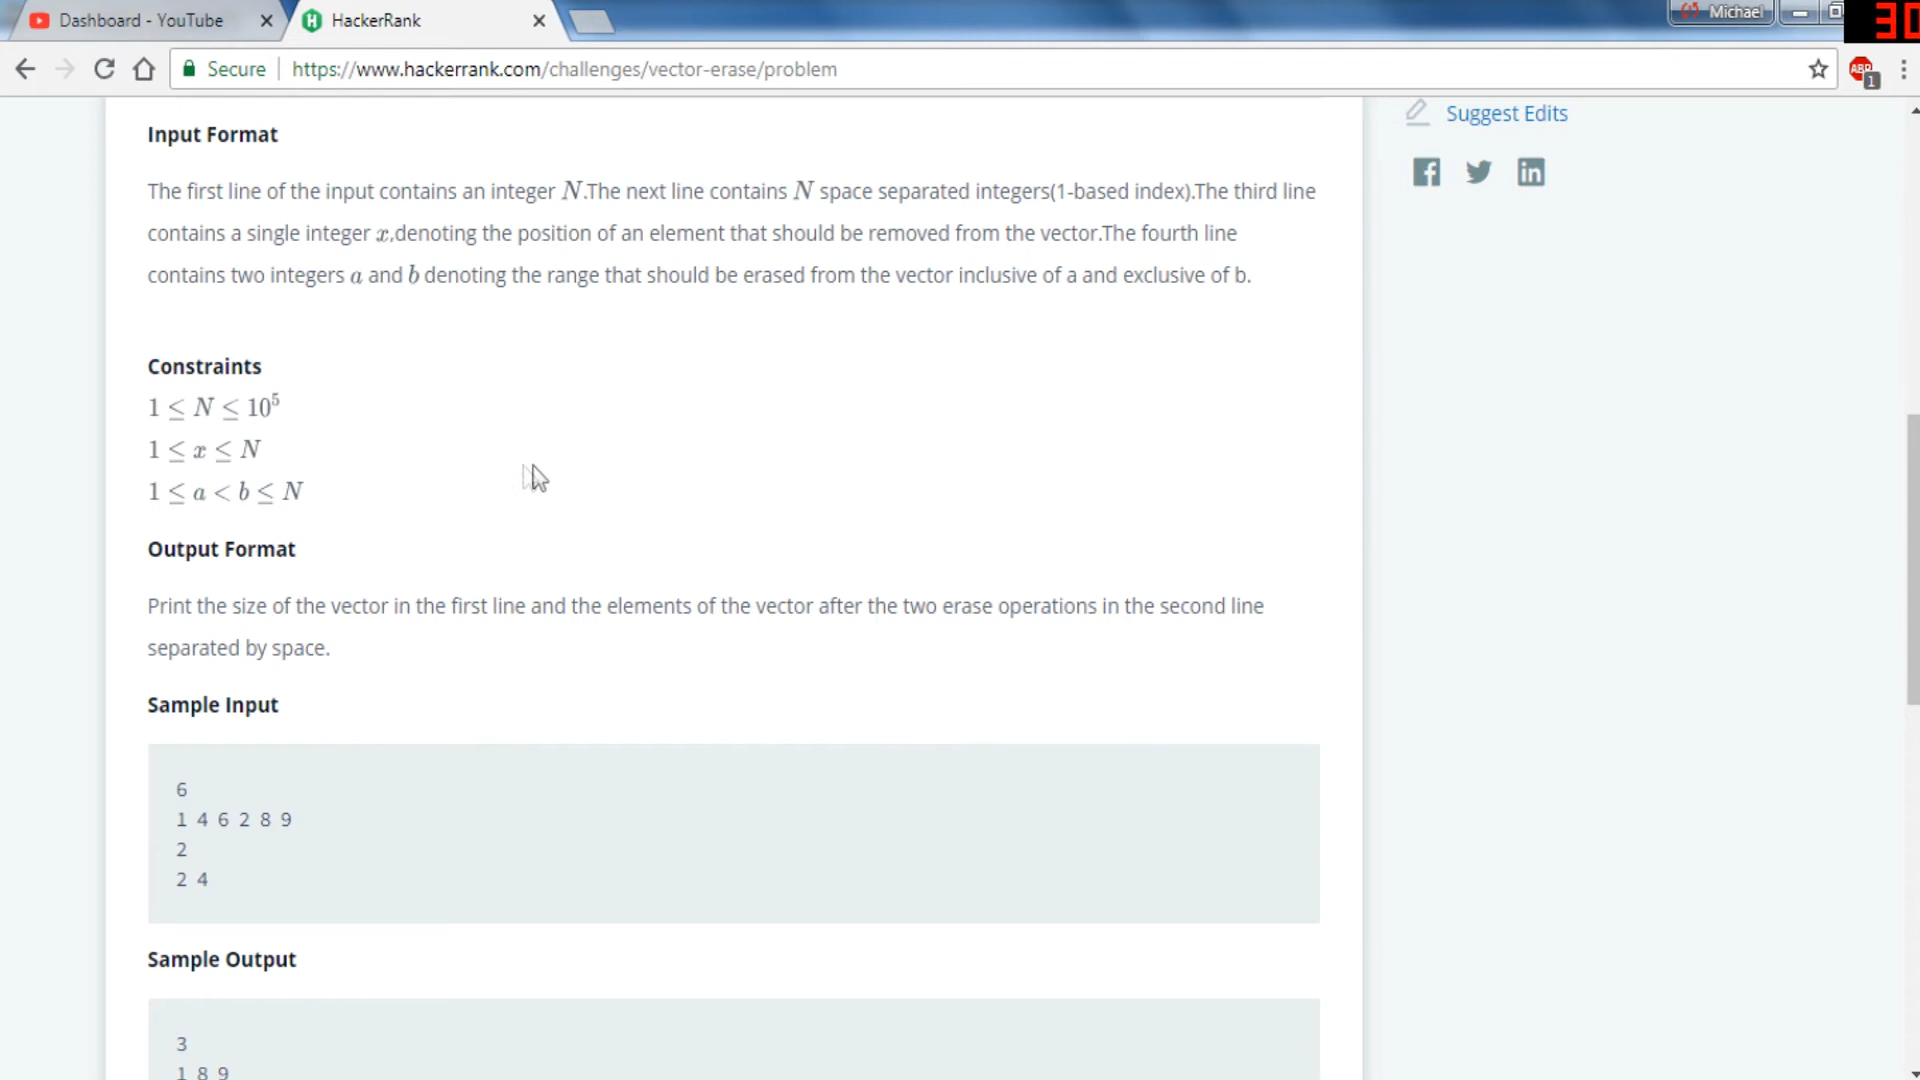 Dashboard - YouTube
HackerRank
Michael
30
Secure
https://www.hackerrank.com/challenges/vector-erase/problem
ABP
1
Input Format
Suggest Edits
The first line of the input contains an integer N.The next line contains N space separated integers(1-based index).The third line
contains a single integer x,denoting the position of an element that should be removed from the vector.The fourth line
contains two integers a and b denoting the range that should be erased from the vector inclusive of a and exclusive of b.
Constraints
1 ≤ N ≤ 10⁵
1 ≤ x ≤ N
1 ≤ a < b ≤ N
Output Format
Print the size of the vector in the first line and the elements of the vector after the two erase operations in the second line
separated by space.
Sample Input
6
1 4 6 2 8 9
2
2 4
Sample Output
3
1 8 9